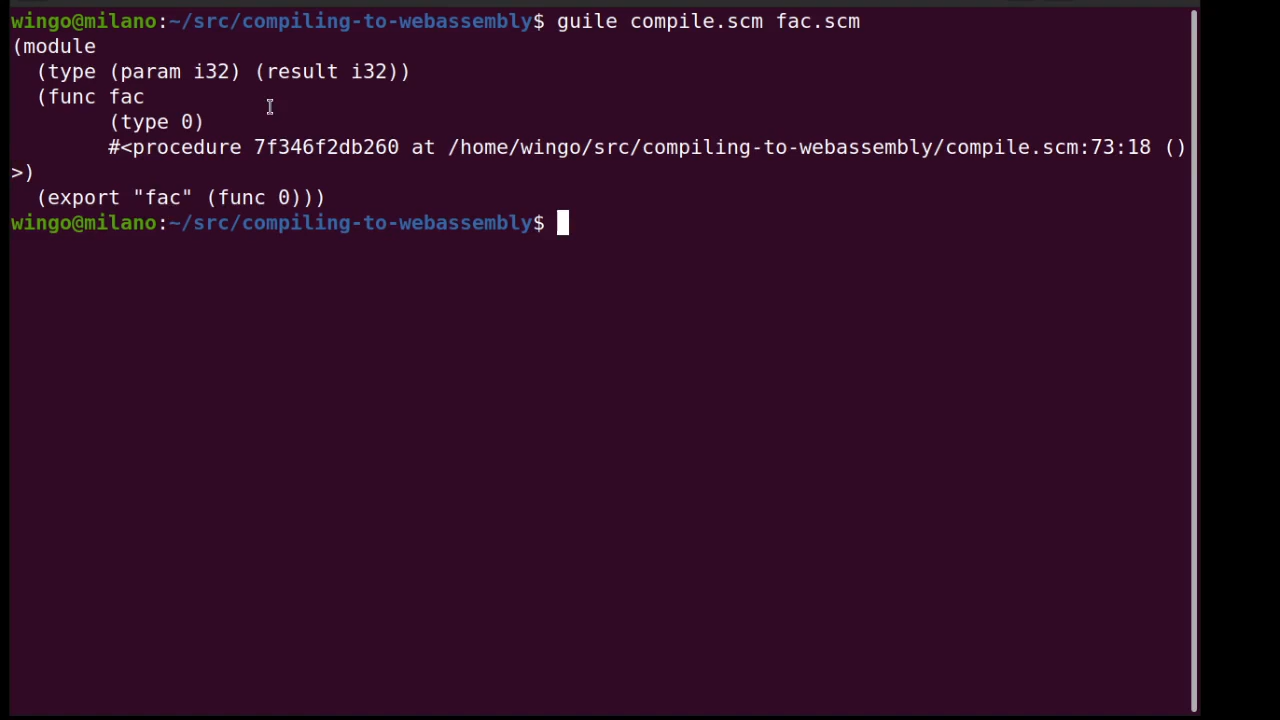 wingo@milano:~/src/compiling-to-webassembly$ guile compile.scm fac.scm
(module
  (type (param i32) (result i32))
  (func fac
        (type 0)
        #<procedure 7f346f2db260 at /home/wingo/src/compiling-to-webassembly/compile.scm:73:18 ()
>)
  (export "fac" (func 0)))
wingo@milano:~/src/compiling-to-webassembly$